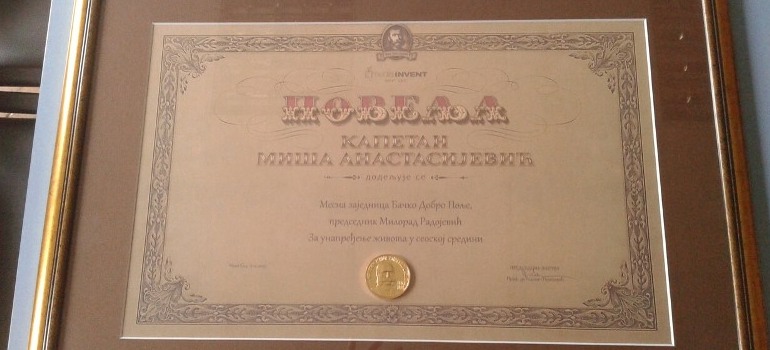 INVENT
ПОВЕЉА
КАПЕТАН
МИША АНАСТАСИЈЕВИЋ
додељује се
Месна заједница Бачко Добро Поље,
председник Милорад Радојевић
За унапређење живота у сеоској средини